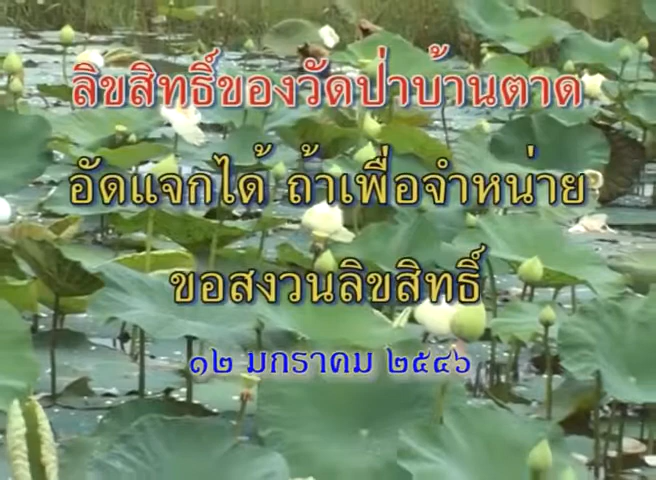 ลิขสิทธิ์ของวัดป่าบ้านตาด
อัดแจกได้ ถ้าเพื่อจำหน่าย
ขอสงวนลิขสิทธิ์
๑๒ มกราคม ๒๕๔๖